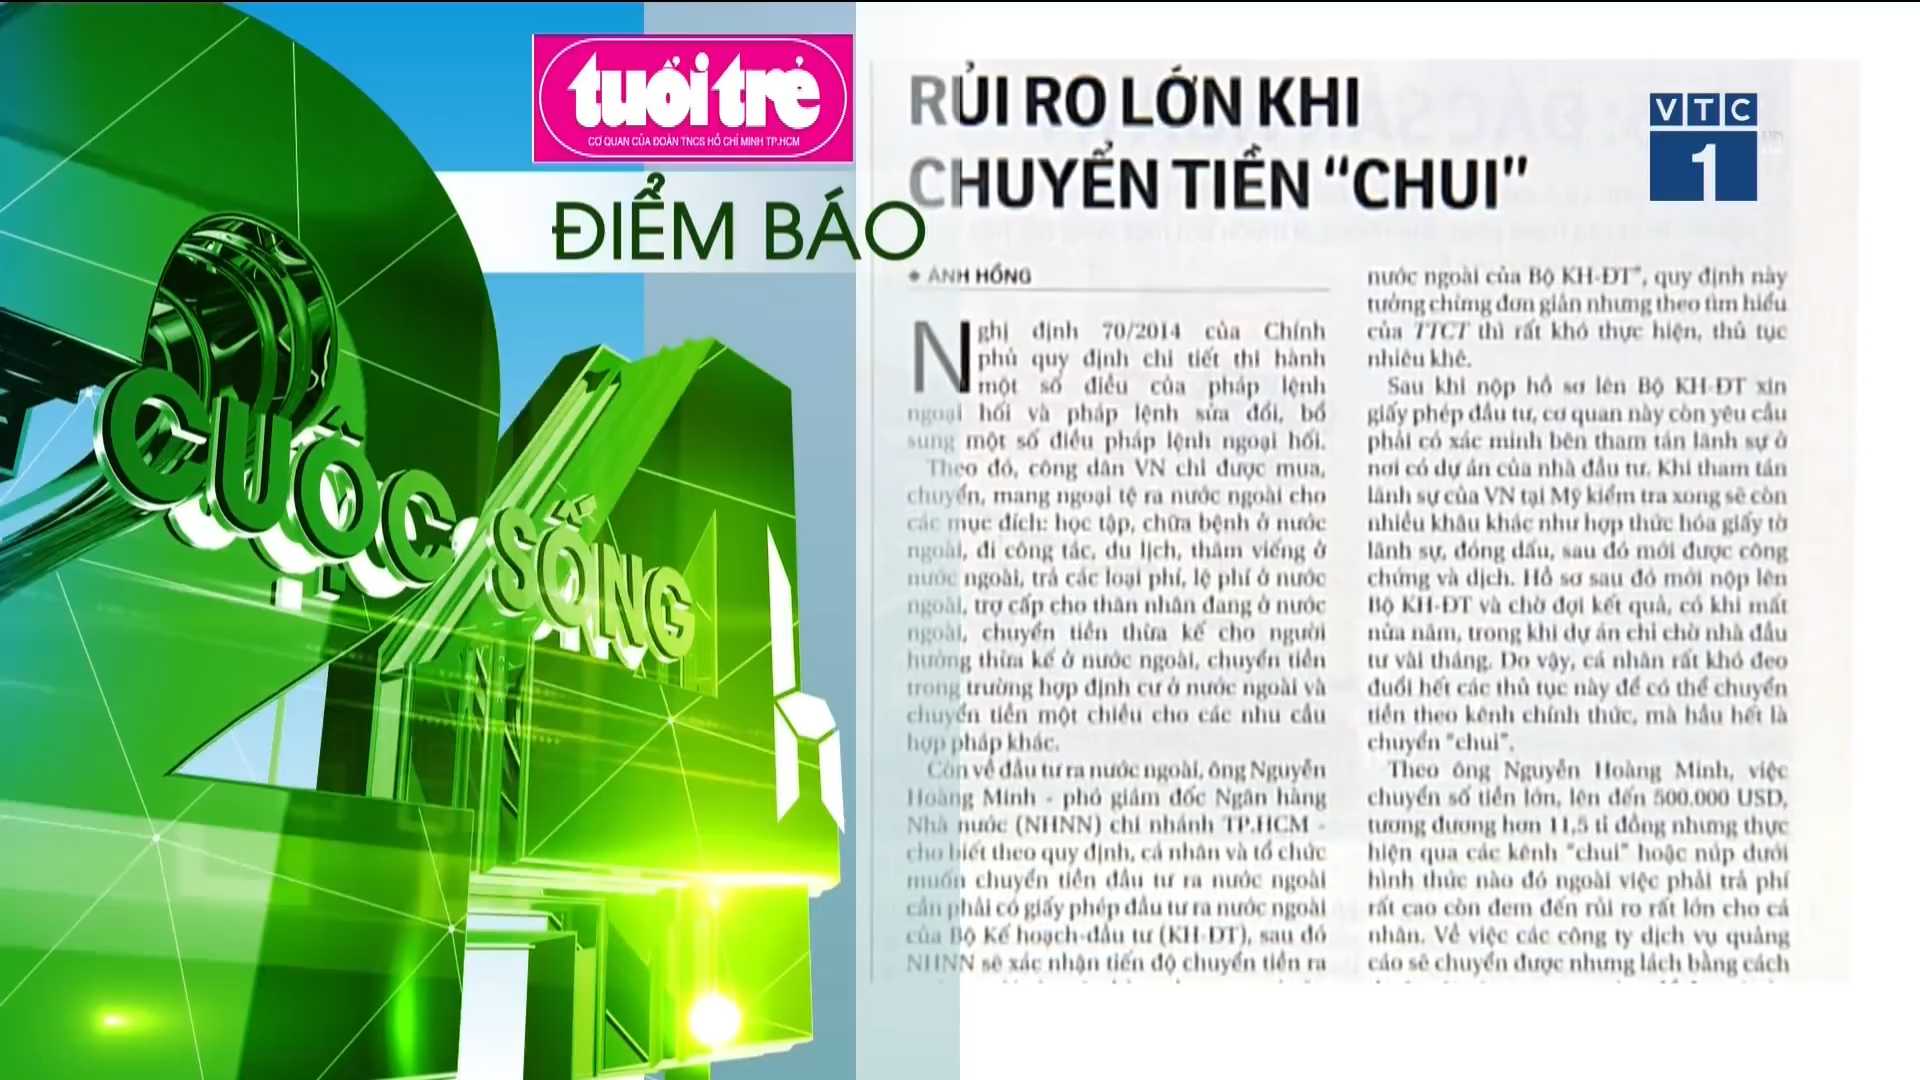 tuổi trẻ
CƠ QUAN CỦA ĐOÀN TNCS HỒ CHÍ MINH TP.HCM
ĐIỂM BÁO
CUỘC SỐNG
24h
VTC
1
RỦI RO LỚN KHI
CHUYỂN TIỀN “CHUI”
• ÁNH HỒNG
Nghị định 70/2014 của Chính
phủ quy định chi tiết thi hành
một số điều của pháp lệnh
ngoại hối và pháp lệnh sửa đổi, bổ
sung một số điều pháp lệnh ngoại hối.
Theo đó, công dân VN chỉ được mua,
chuyển, mang ngoại tệ ra nước ngoài cho
các mục đích: học tập, chữa bệnh ở nước
ngoài, đi công tác, du lịch, thăm viếng ở
nước ngoài, trả các loại phí, lệ phí ở nước
ngoài, trợ cấp cho thân nhân đang ở nước
ngoài, chuyển tiền thừa kế cho người
hưởng thừa kế ở nước ngoài, chuyển tiền
trong trường hợp định cư ở nước ngoài và
chuyển tiền một chiều cho các nhu cầu
hợp pháp khác.
Còn về đầu tư ra nước ngoài, ông Nguyễn
Hoàng Minh - phó giám đốc Ngân hàng
Nhà nước (NHNN) chi nhánh TP.HCM -
cho biết theo quy định, cá nhân và tổ chức
muốn chuyển tiền đầu tư ra nước ngoài
cần phải có giấy phép đầu tư ra nước ngoài
của Bộ Kế hoạch-đầu tư (KH-ĐT), sau đó
NHNN sẽ xác nhận tiến độ chuyển tiền ra
nước ngoài của Bộ KH-ĐT", quy định này
tưởng chừng đơn giản nhưng theo tìm hiểu
của TTCT thì rất khó thực hiện, thủ tục
nhiêu khê.
Sau khi nộp hồ sơ lên Bộ KH-ĐT xin
giấy phép đầu tư, cơ quan này còn yêu cầu
phải có xác minh bên tham tán lãnh sự ở
nơi có dự án của nhà đầu tư. Khi tham tán
lãnh sự của VN tại Mỹ kiểm tra xong sẽ còn
nhiều khâu khác như hợp thức hóa giấy tờ
lãnh sự, đóng dấu, sau đó mới được công
chứng và dịch. Hồ sơ sau đó mới nộp lên
Bộ KH-ĐT và chờ đợi kết quả, có khi mất
nửa năm, trong khi dự án chỉ chờ nhà đầu
tư vài tháng. Do vậy, cá nhân rất khó đeo
đuổi hết các thủ tục này để có thể chuyển
tiền theo kênh chính thức, mà hầu hết là
chuyển "chui".
Theo ông Nguyễn Hoàng Minh, việc
chuyển số tiền lớn, lên đến 500.000 USD,
tương đương hơn 11,5 tỉ đồng nhưng thực
hiện qua các kênh "chui" hoặc núp dưới
hình thức nào đó ngoài việc phải trả phí
rất cao còn đem đến rủi ro rất lớn cho cá
nhân. Về việc các công ty dịch vụ quảng
cáo sẽ chuyển được nhưng lách bằng cách